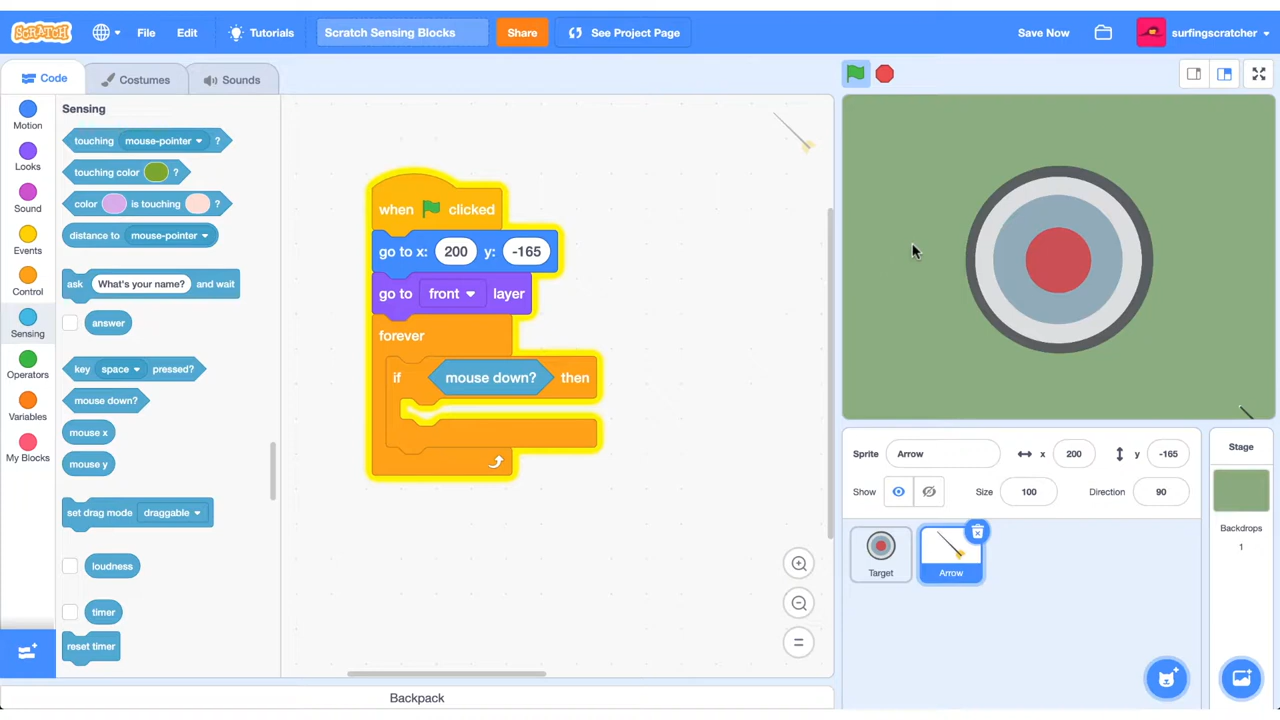 SCRATCH File Edit Tutorials Scratch Sensing Blocks Share See Project Page Save Now surfingscratcher
Code Costumes Sounds
Motion
Looks
Sound
Events
Control
Sensing
Operators
Variables
My Blocks
Sensing
touching mouse-pointer ?
touching color ?
color is touching ?
distance to mouse-pointer
ask What's your name? and wait
answer
key space pressed?
mouse down?
mouse x
mouse y
set drag mode draggable
loudness
timer
reset timer
when clicked
go to x: 200 y: -165
go to front layer
forever
if mouse down? then
Backpack
Sprite Arrow x 200 y -165
Show Size 100 Direction 90
Target
Arrow
Stage
Backdrops
1